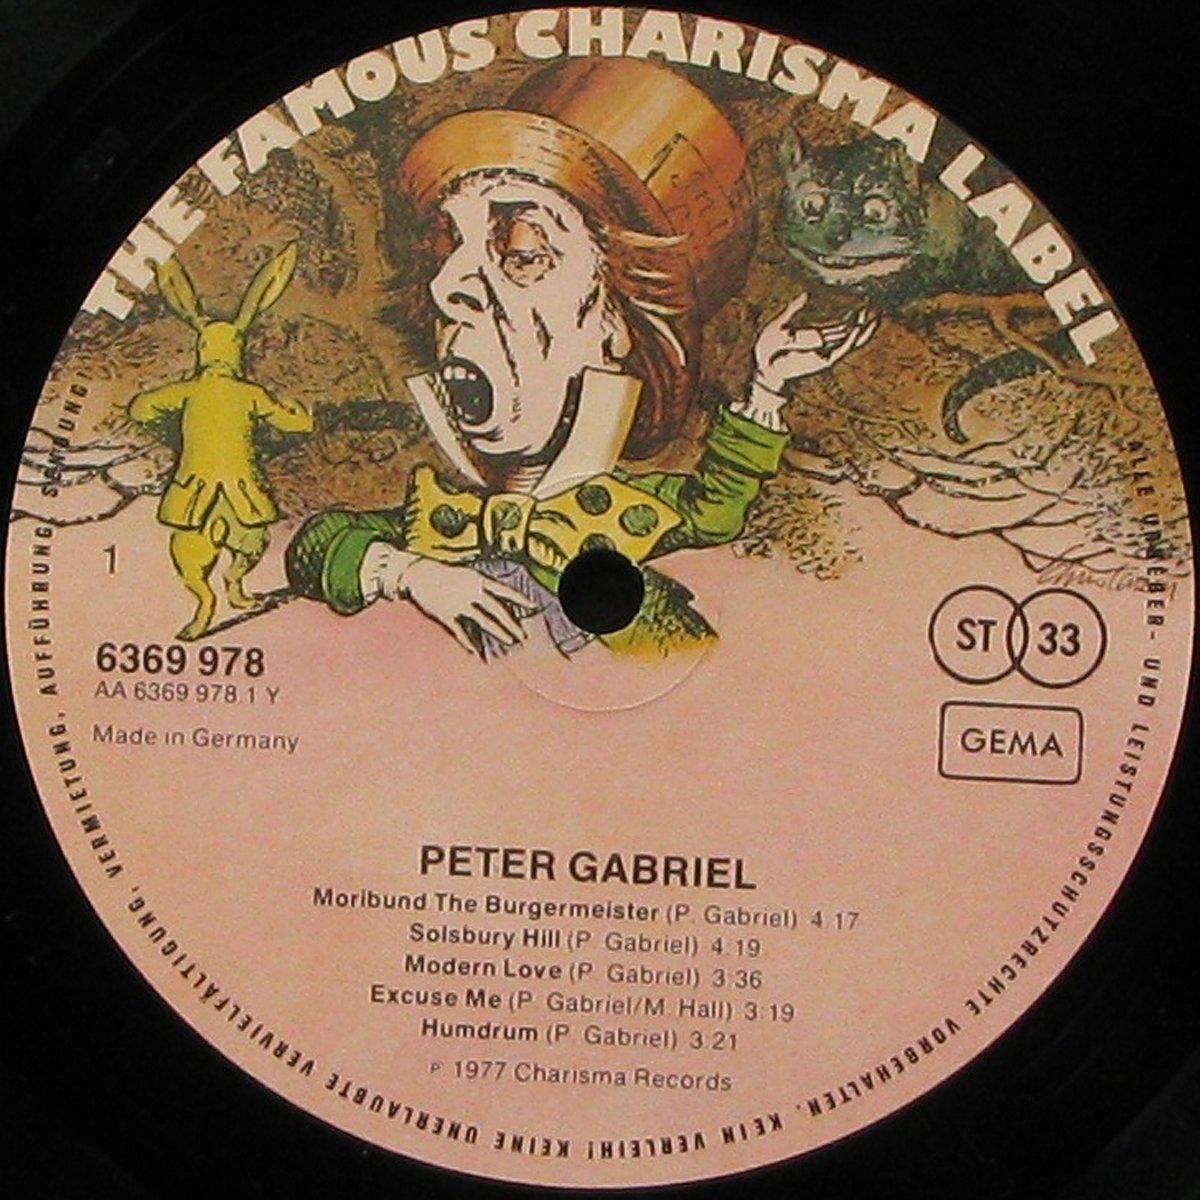 THE FAMOUS CHARISMA LABEL
1
6369 978
AA 6369 978.1 Y
Made in Germany
ST 33
GEMA
PETER GABRIEL
Moribund The Burgermeister (P. Gabriel) 4:17
Solsbury Hill (P. Gabriel) 4:19
Modern Love (P. Gabriel) 3:36
Excuse Me (P. Gabriel/M. Hall) 3:19
Humdrum (P. Gabriel) 3:21
℗ 1977 Charisma Records
ALLE URHEBER- UND LEISTUNGSSCHUTZRECHTE VORBEHALTEN. KEIN VERLEIH! KEINE UNERLAUBTE VERVIELFÄLTIGUNG, VERMIETUNG, AUFFÜHRUNG, SENDUNG!